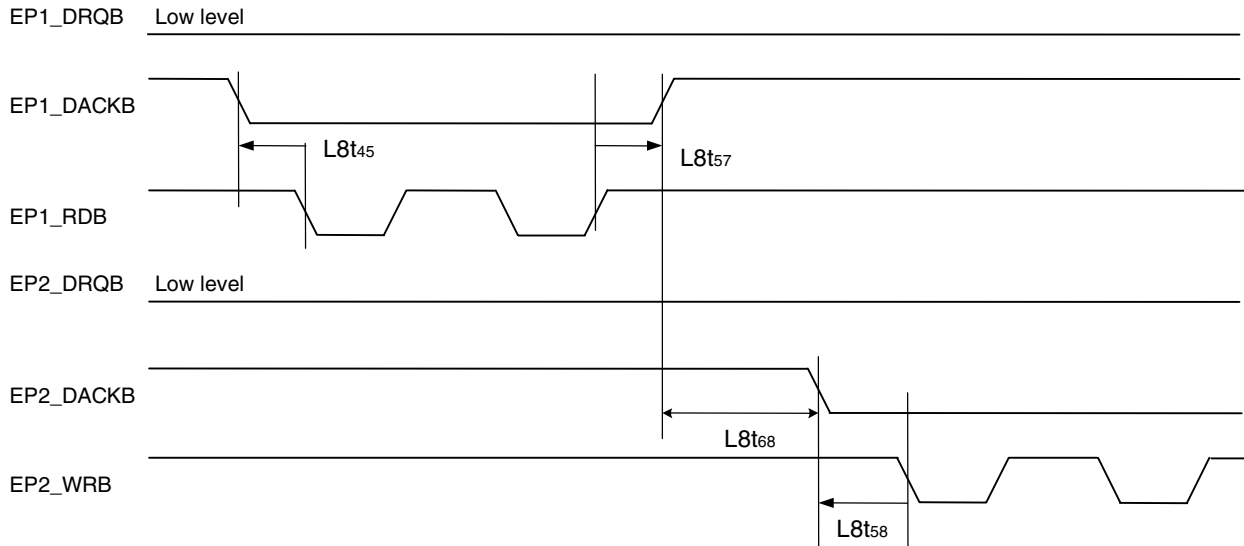 EP1_DRQB Low level
EP1_DACKB
L8t45
L8t57
EP1_RDB
EP2_DRQB Low level
EP2_DACKB
L8t68
EP2_WRB
L8t58